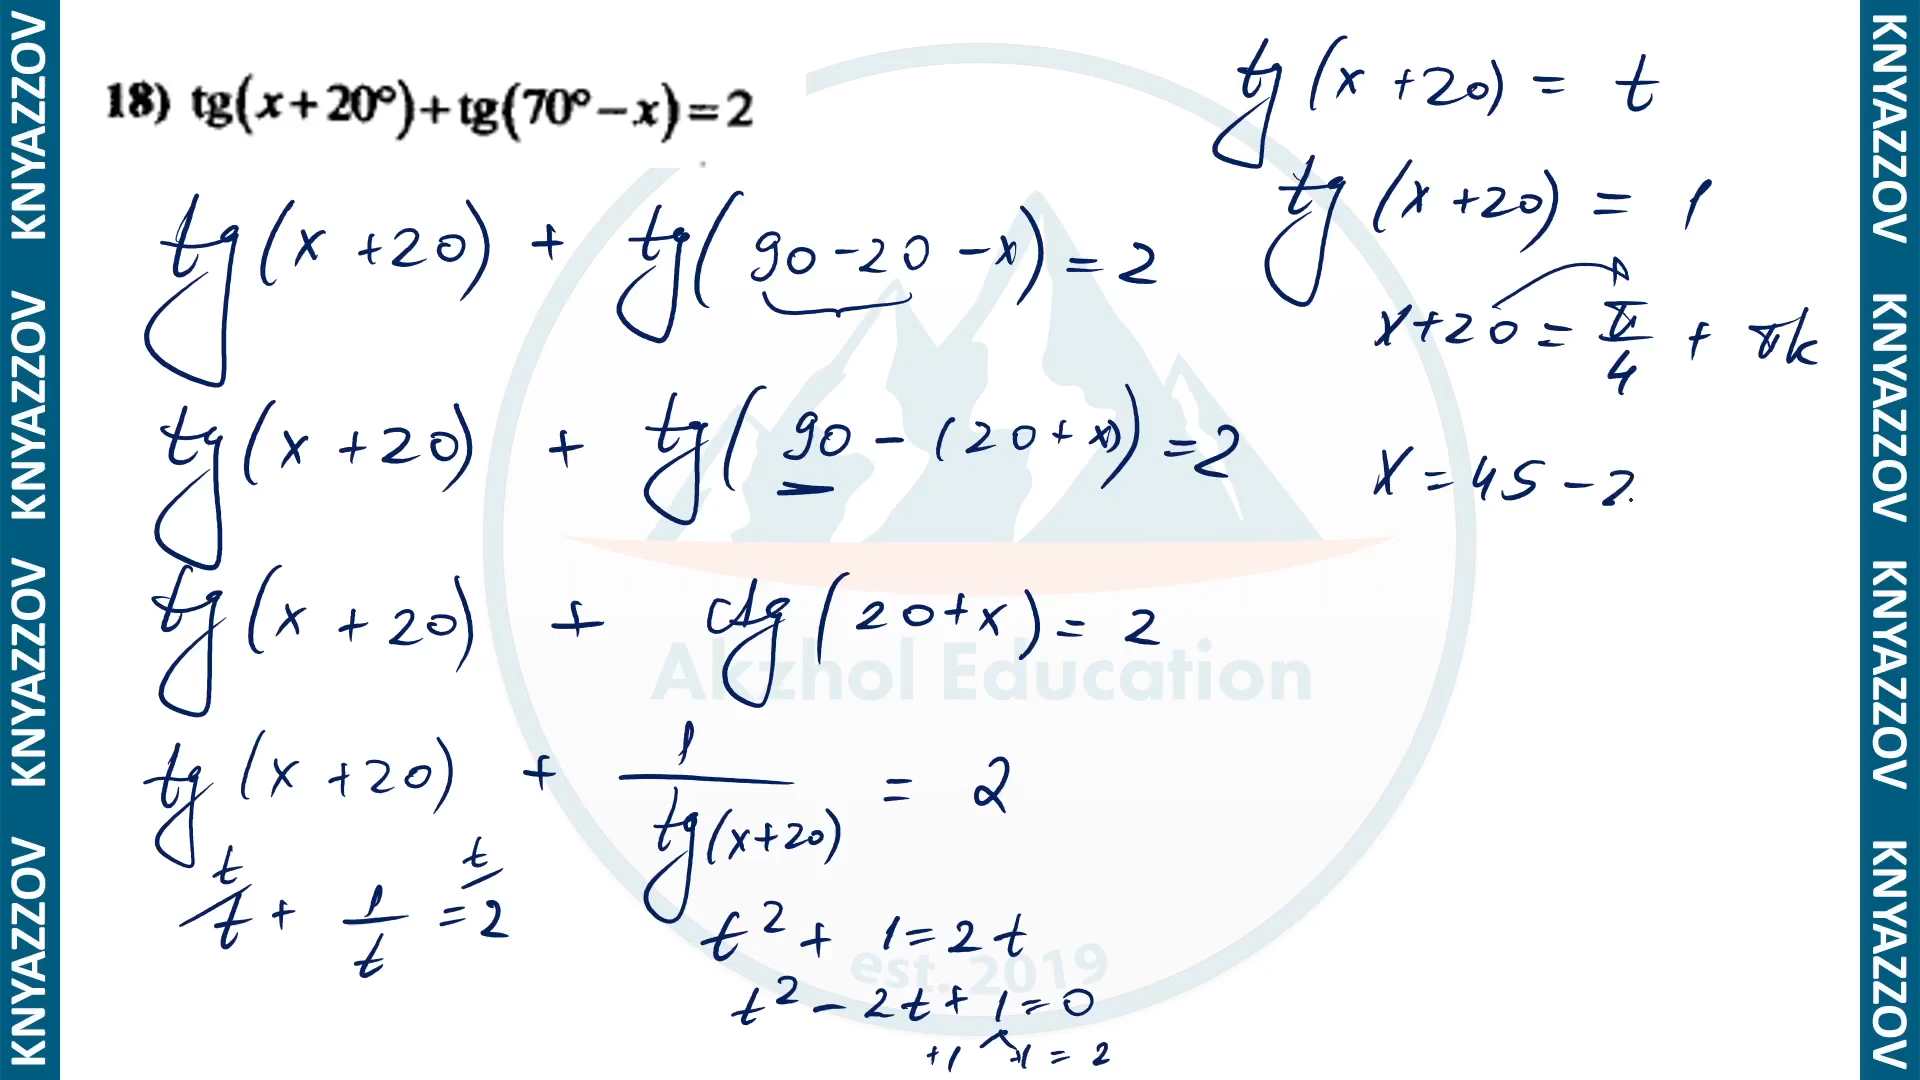 KNYAZZOV KNYAZZOV KNYAZZOV KNYAZZOV
18) tg(x+20°)+tg(70°−x)=2
tg(x+20) + tg(90-20-x)=2
tg(x+20) + tg(90-(20+x))=2
tg(x+20) + ctg(20+x)=2
tg(x+20) + 1/tg(x+20) = 2
t t
t + 1/t = 2
t²+1=2t
t²-2t+1=0
+1 +1 = 2
tg(x+20) = t
tg(x+20) = 1
x+20 = π/4 + πk
x = 45 - 2
Akzhol Education
est. 2019
KNYAZZOV KNYAZZOV KNYAZZOV KNYAZZOV